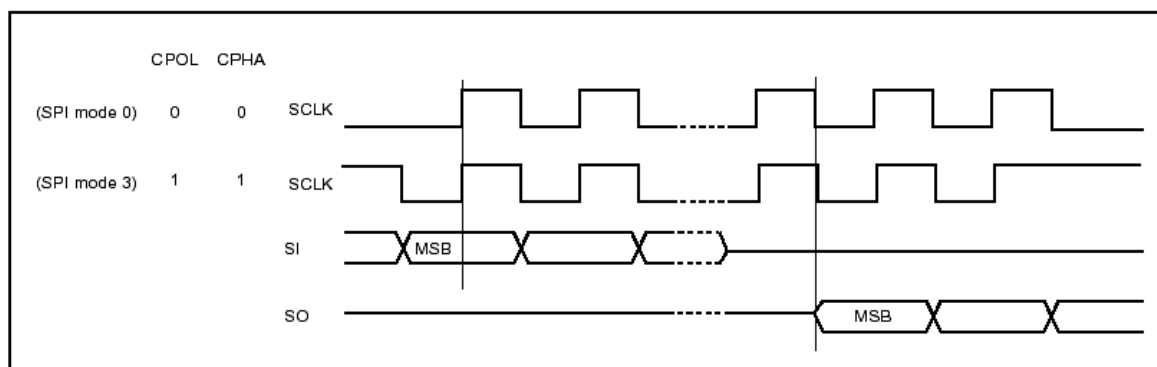 CPOL CPHA
(SPI mode 0) 0 0 SCLK
(SPI mode 3) 1 1 SCLK
SI MSB
SO MSB